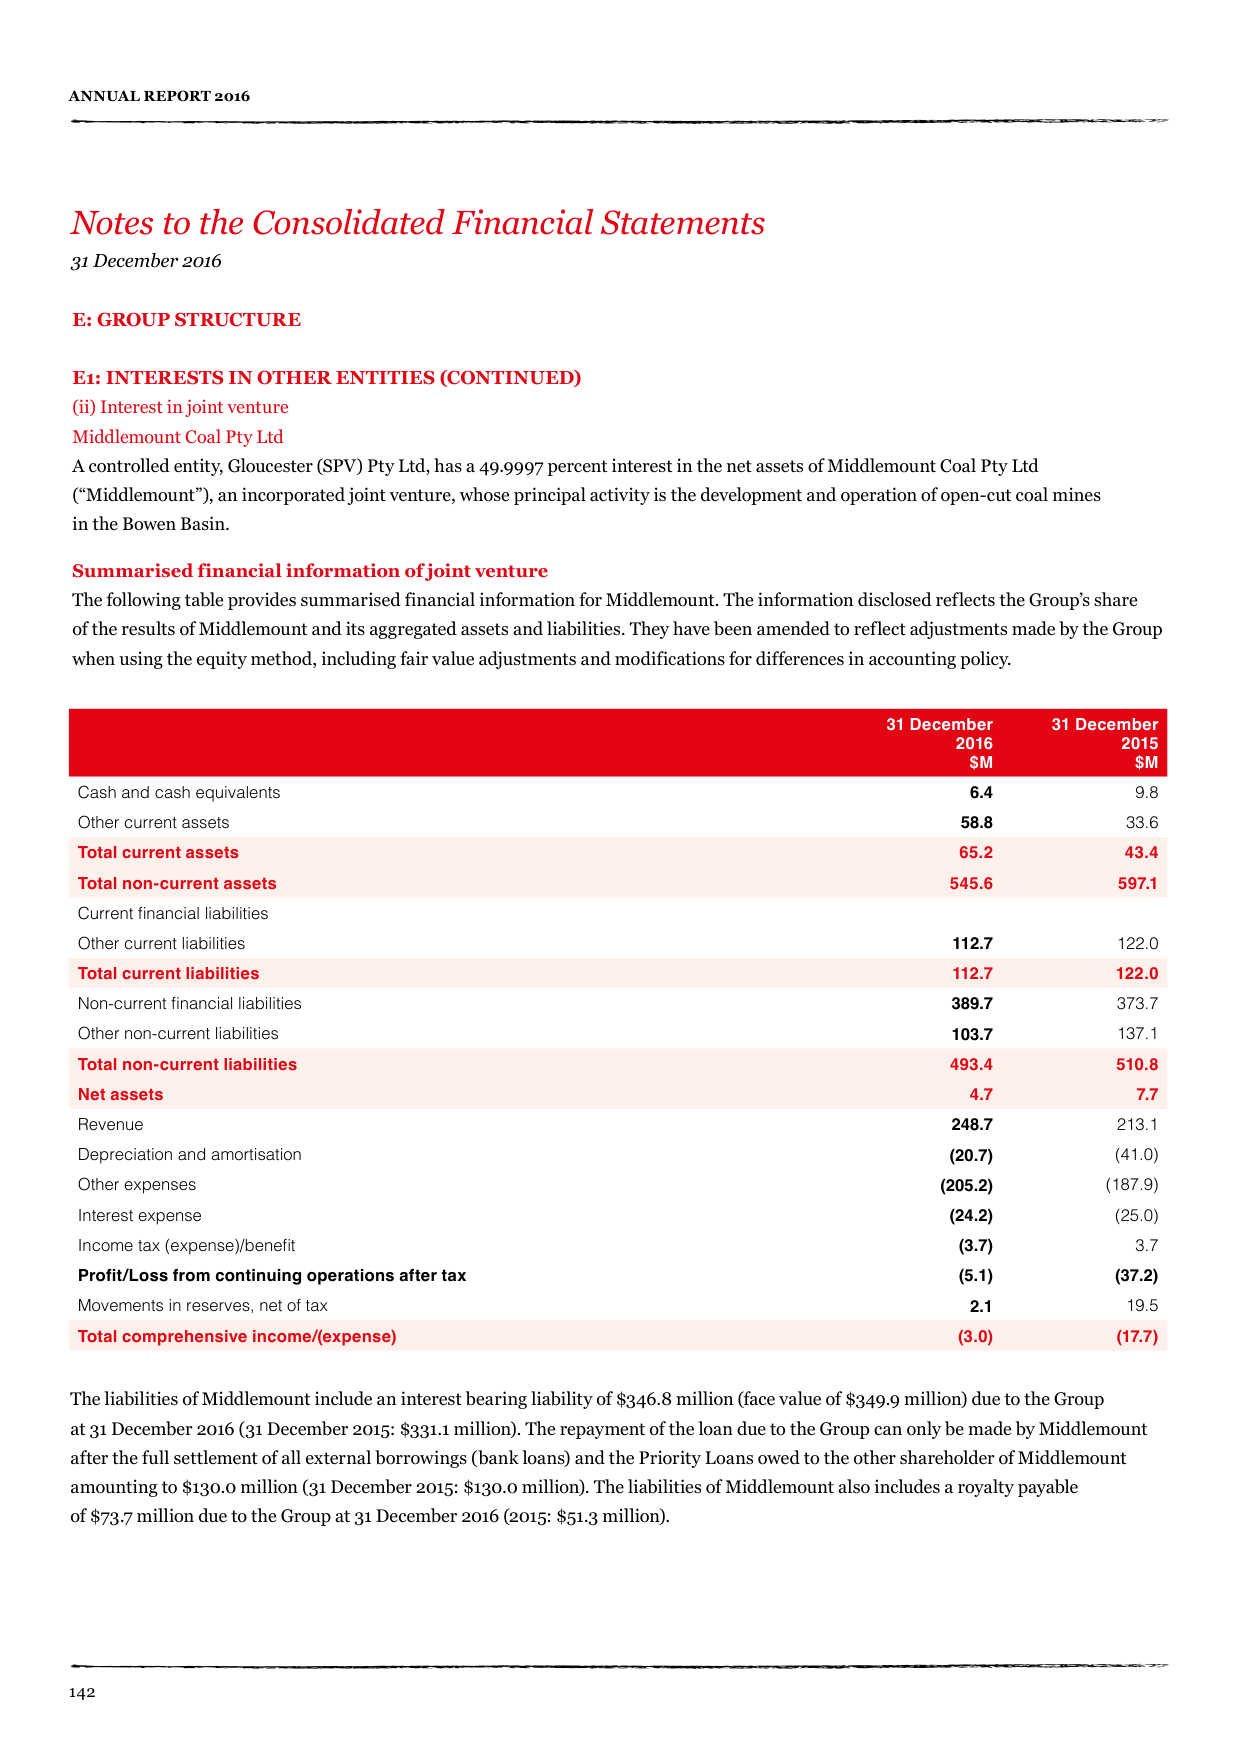 ANNUAL REPORT 2016
Notes to the Consolidated Financial Statements
31 December 2016
E: GROUP STRUCTURE
E1: INTERESTS IN OTHER ENTITIES (CONTINUED)
(ii) Interest in joint venture
Middlemount Coal Pty Ltd
A controlled entity, Gloucester (SPV) Pty Ltd, has a 49.9997 percent interest in the net assets of Middlemount Coal Pty Ltd
(“Middlemount”), an incorporated joint venture, whose principal activity is the development and operation of open-cut coal mines
in the Bowen Basin.
Summarised financial information of joint venture
The following table provides summarised financial information for Middlemount. The information disclosed reflects the Group’s share
of the results of Middlemount and its aggregated assets and liabilities. They have been amended to reflect adjustments made by the Group
when using the equity method, including fair value adjustments and modifications for differences in accounting policy.
31 December 31 December
2016 2015
$M $M
Cash and cash equivalents 6.4 9.8
Other current assets 58.8 33.6
Total current assets 65.2 43.4
Total non-current assets 545.6 597.1
Current financial liabilities
Other current liabilities 112.7 122.0
Total current liabilities 112.7 122.0
Non-current financial liabilities 389.7 373.7
Other non-current liabilities 103.7 137.1
Total non-current liabilities 493.4 510.8
Net assets 4.7 7.7
Revenue 248.7 213.1
Depreciation and amortisation (20.7) (41.0)
Other expenses (205.2) (187.9)
Interest expense (24.2) (25.0)
Income tax (expense)/benefit (3.7) 3.7
Profit/Loss from continuing operations after tax (5.1) (37.2)
Movements in reserves, net of tax 2.1 19.5
Total comprehensive income/(expense) (3.0) (17.7)
The liabilities of Middlemount include an interest bearing liability of $346.8 million (face value of $349.9 million) due to the Group
at 31 December 2016 (31 December 2015: $331.1 million). The repayment of the loan due to the Group can only be made by Middlemount
after the full settlement of all external borrowings (bank loans) and the Priority Loans owed to the other shareholder of Middlemount
amounting to $130.0 million (31 December 2015: $130.0 million). The liabilities of Middlemount also includes a royalty payable
of $73.7 million due to the Group at 31 December 2016 (2015: $51.3 million).
142